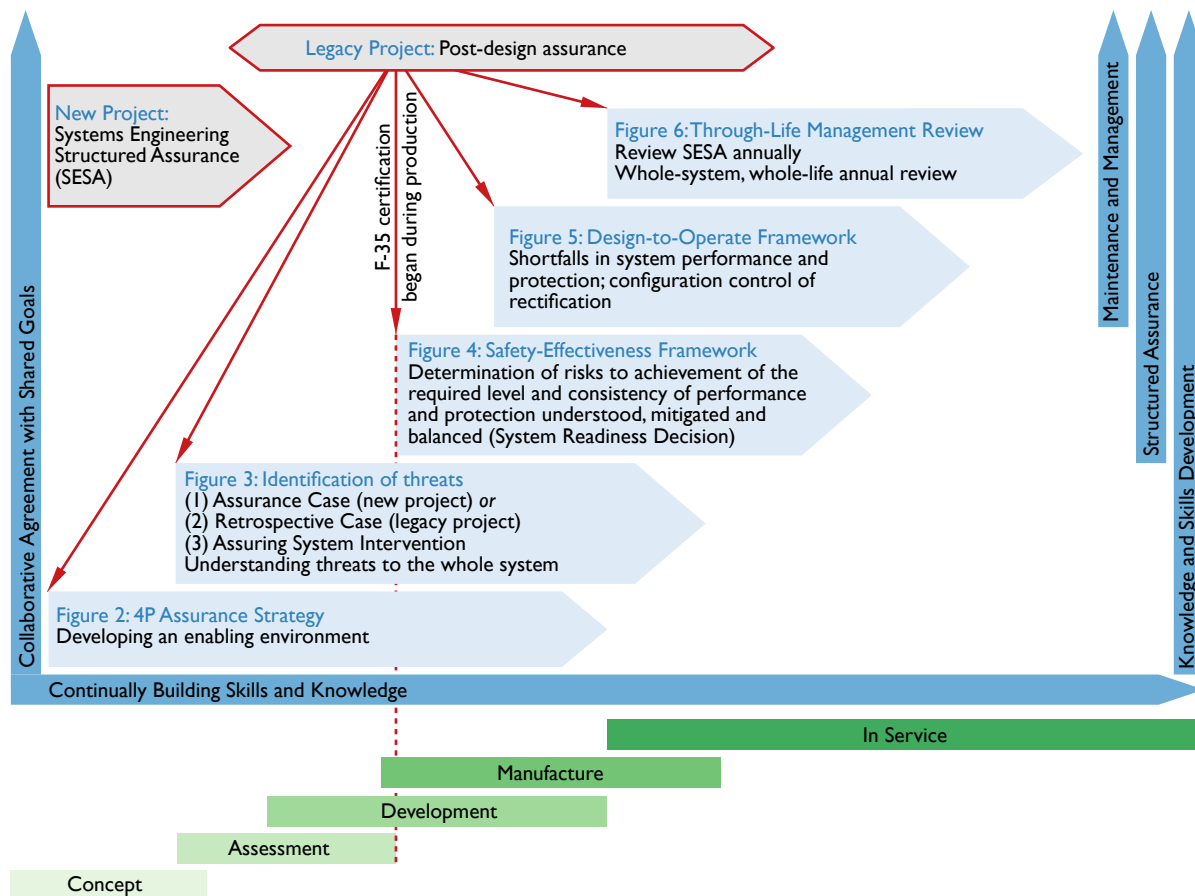 Legacy Project: Post-design assurance
New Project:
Systems Engineering
Structured Assurance
(SESA)
Figure 6: Through-Life Management Review
Review SESA annually
Whole-system, whole-life annual review
F-35 certification
began during production
Figure 5: Design-to-Operate Framework
Shortfalls in system performance and
protection; configuration control of
rectification
Figure 4: Safety-Effectiveness Framework
Determination of risks to achievement of the
required level and consistency of performance
and protection understood, mitigated and
balanced (System Readiness Decision)
Figure 3: Identification of threats
(1) Assurance Case (new project) or
(2) Retrospective Case (legacy project)
(3) Assuring System Intervention
Understanding threats to the whole system
Figure 2: 4P Assurance Strategy
Developing an enabling environment
Collaborative Agreement with Shared Goals
Maintenance and Management
Structured Assurance
Knowledge and Skills Development
Continually Building Skills and Knowledge
In Service
Manufacture
Development
Assessment
Concept